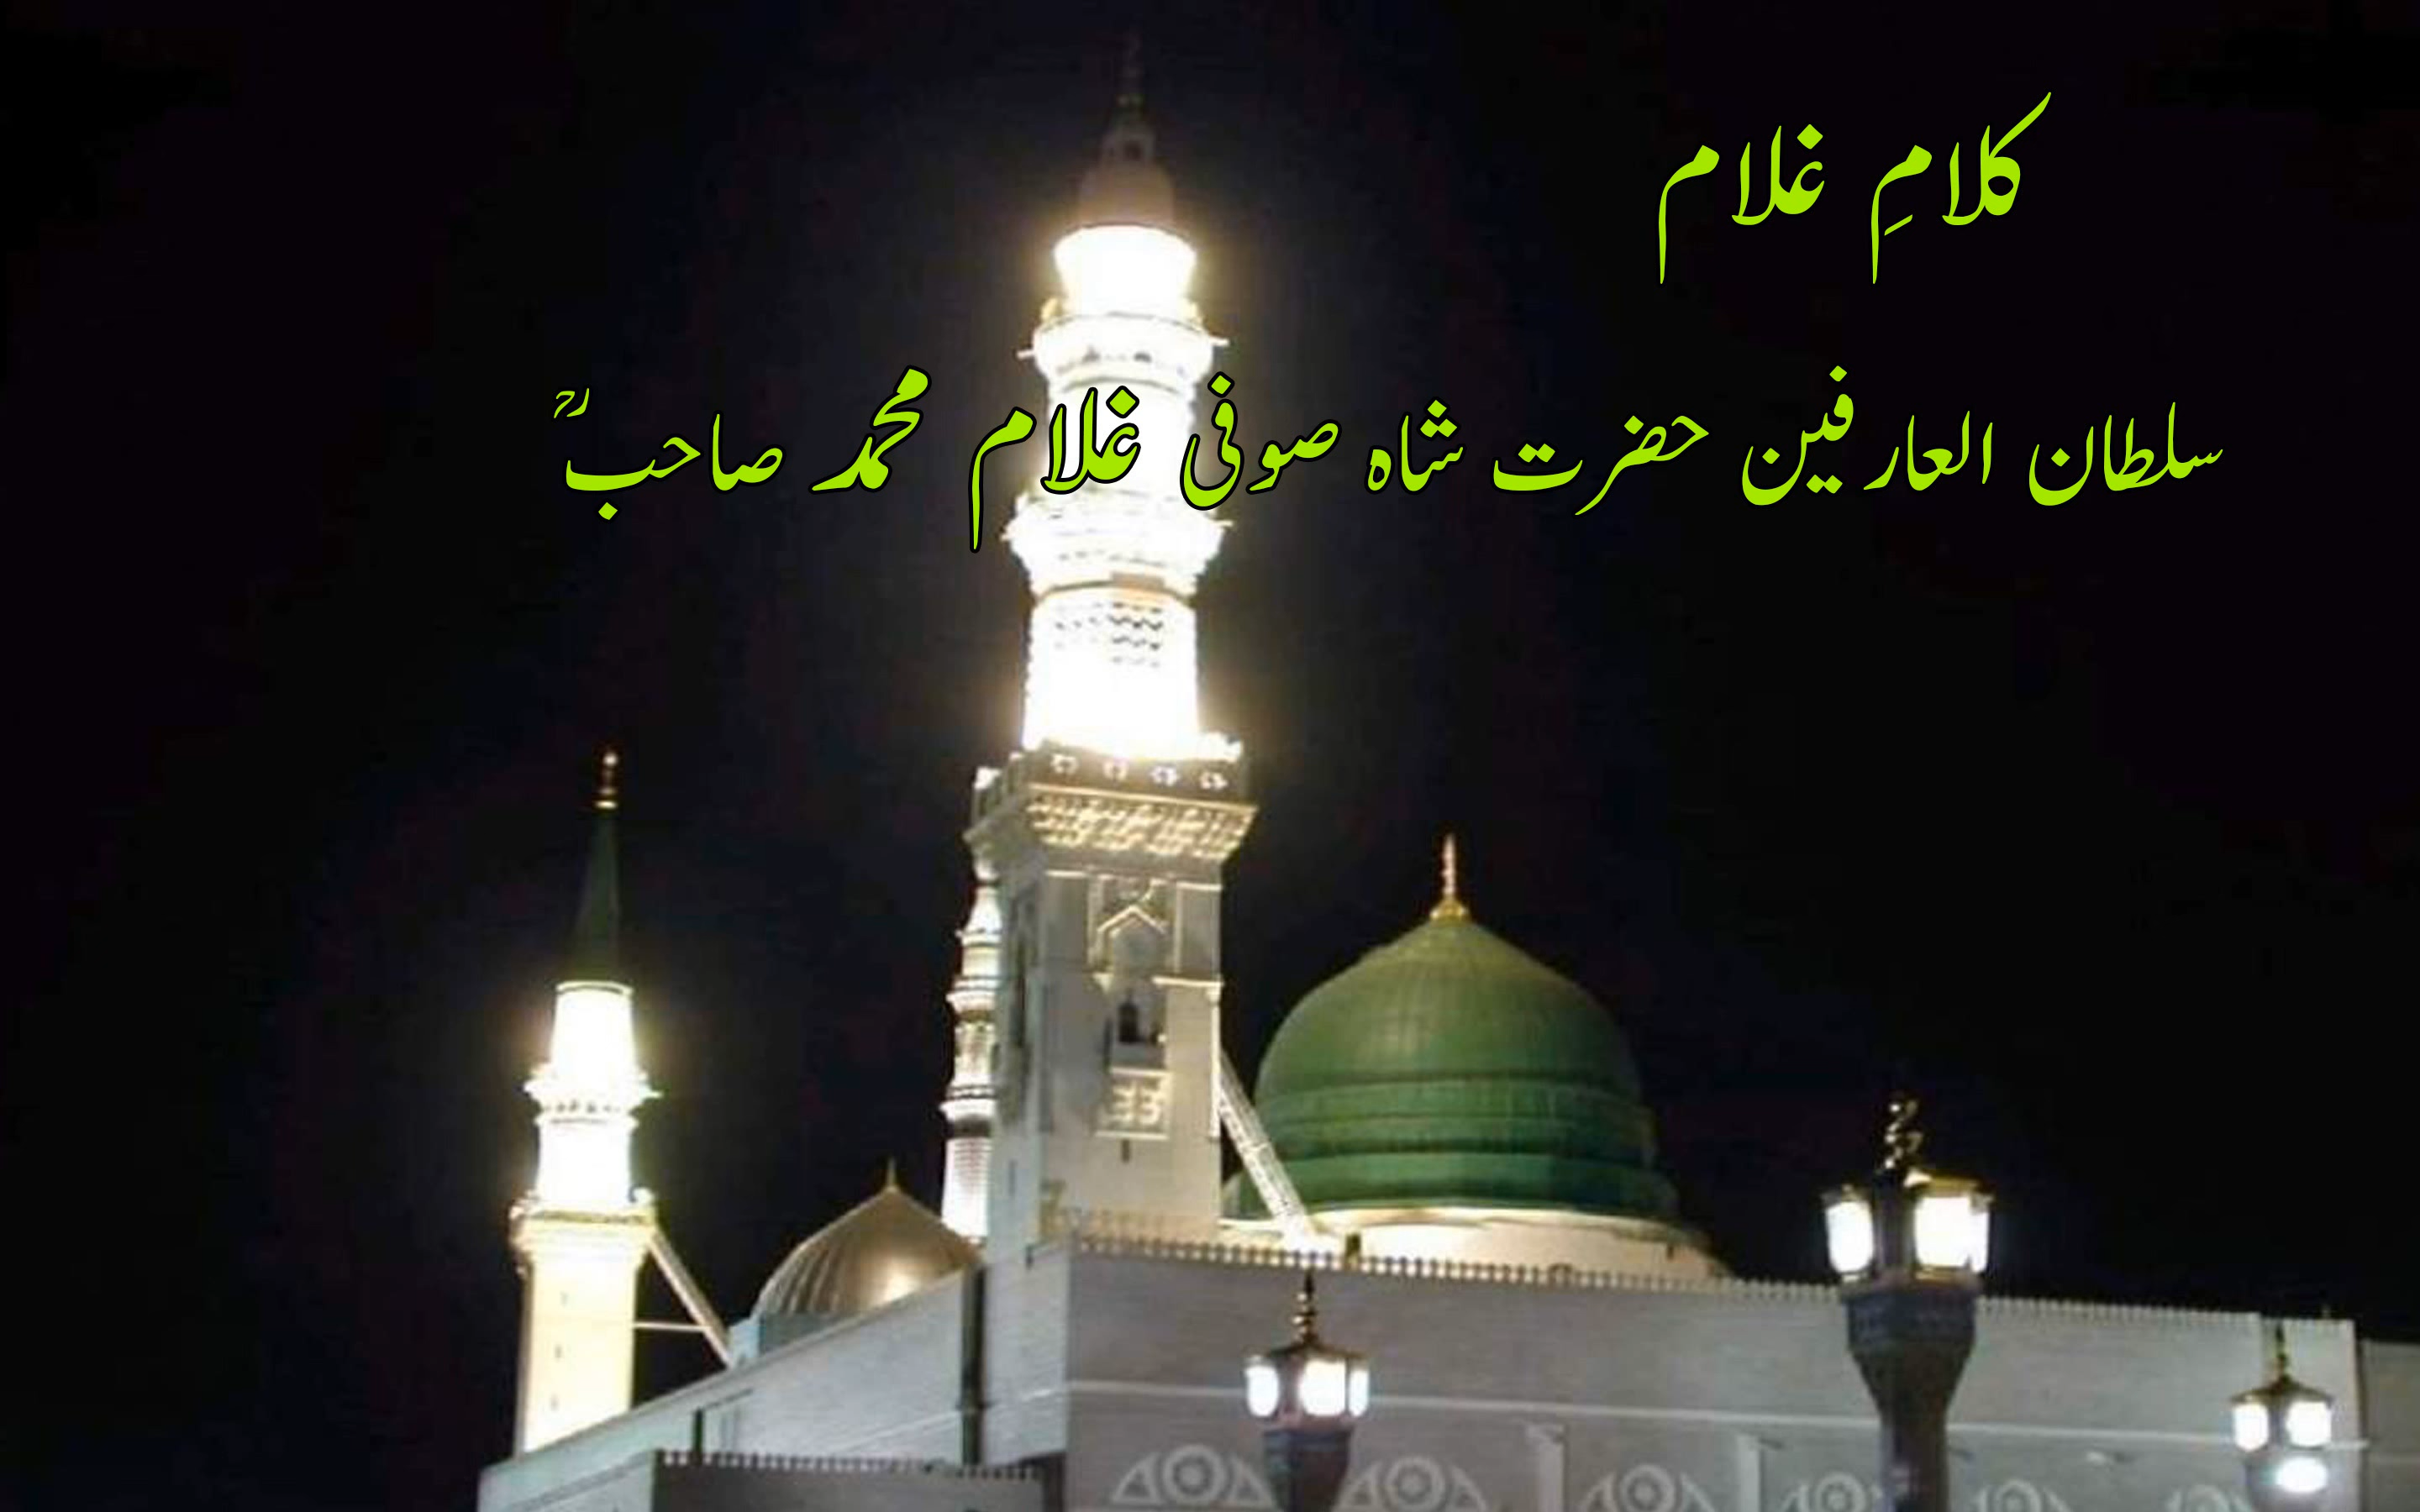 کلامِ غلام
سلطان العارفین حضرت شاہ صوفی غلام محمد صاحبؒ